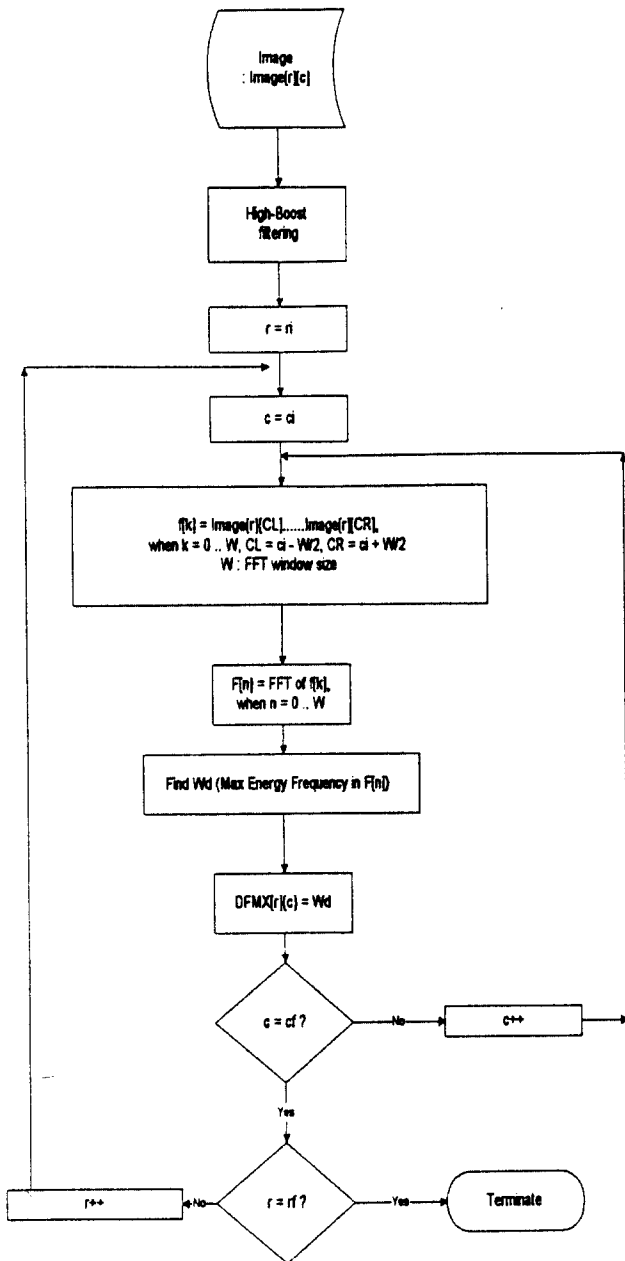 Image
: Image[r][c]
High-Boost
filtering
r = ri
c = ci
f[k] = Image[r][CL]......Image[r][CR],
when k = 0 .. W, CL = ci - W/2, CR = ci + W/2
W : FFT window size
F[n] = FFT of f[k],
when n = 0 .. W
Find Wd (Max Energy Frequency in F[n])
DFMX[r][c] = Wd
c = cf ?
No
c++
Yes
r++
No
r = rf ?
Yes
Terminate